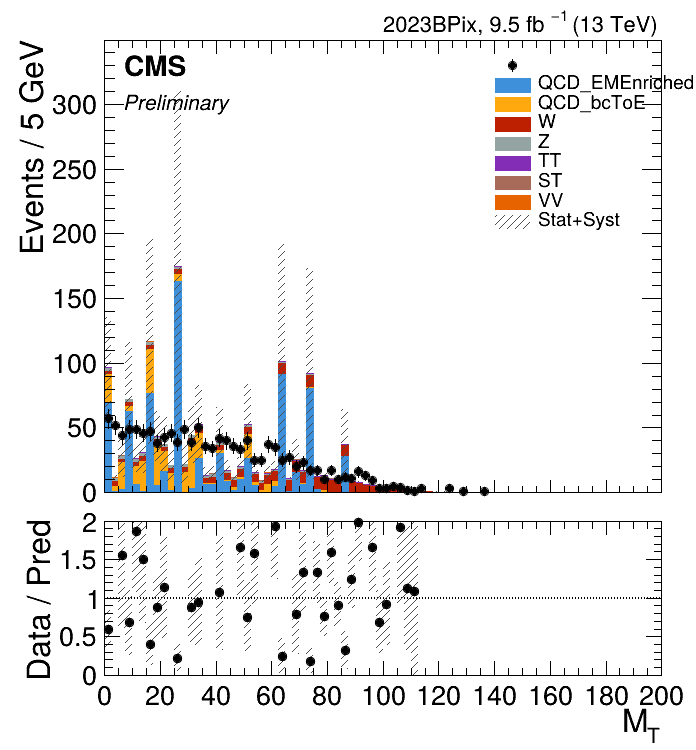 2023BPix, 9.5 fb⁻¹ (13 TeV)
CMS
Preliminary
QCD_EMEnriched
QCD_bcToE
W
Z
TT
ST
VV
Stat+Syst
Events / 5 GeV
300
250
200
150
100
50
0
Data / Pred
2
1.5
1
0.5
0
0 20 40 60 80 100 120 140 160 180 200
M_T